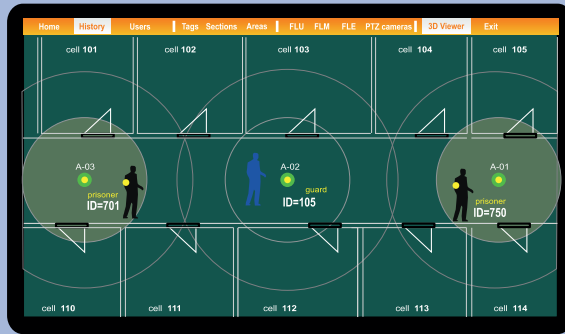 Home History Users Tags Sections Areas FLU FLM FLE PTZ cameras 3D Viewer Exit
cell 101 cell 102 cell 103 cell 104 cell 105
A-03 A-02 A-01
prisoner guard prisoner
ID=701 ID=105 ID=750
cell 110 cell 111 cell 112 cell 113 cell 114